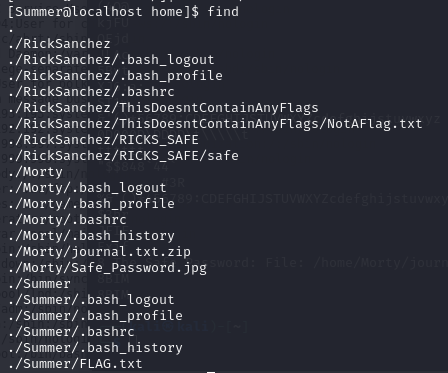 [Summer@localhost home]$ find
.
./RickSanchez
./RickSanchez/.bash_logout
./RickSanchez/.bash_profile
./RickSanchez/.bashrc
./RickSanchez/ThisDoesntContainAnyFlags
./RickSanchez/ThisDoesntContainAnyFlags/NotAFlag.txt
./RickSanchez/RICKS_SAFE
./RickSanchez/RICKS_SAFE/safe
./Morty
./Morty/.bash_logout
./Morty/.bash_profile
./Morty/.bashrc
./Morty/.bash_history
./Morty/journal.txt.zip
./Morty/Safe_Password.jpg
./Summer
./Summer/.bash_logout
./Summer/.bash_profile
./Summer/.bashrc
./Summer/.bash_history
./Summer/FLAG.txt